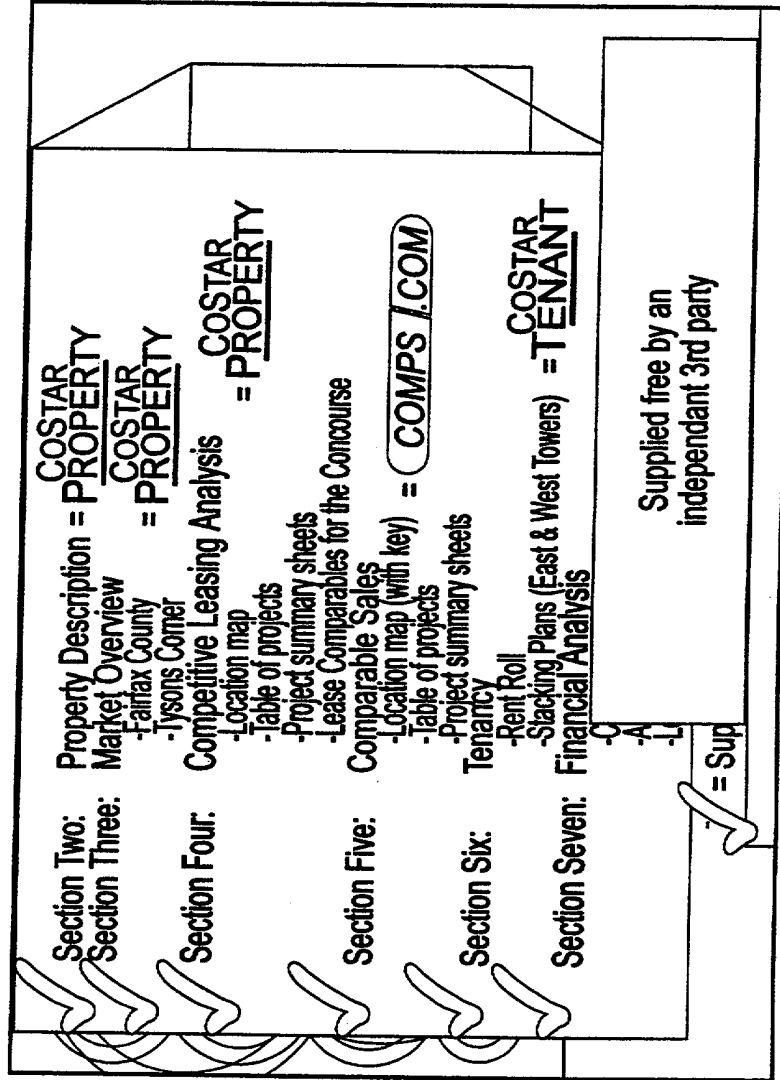 Section Two: Property Description = COSTAR PROPERTY
Section Three: Market Overview
-Fairfax County = COSTAR PROPERTY
-Tysons Corner
Section Four: Competitive Leasing Analysis
-Location map = COSTAR PROPERTY
-Table of projects
-Project summary sheets
-Lease Comparables for the Concourse
Section Five: Comparable Sales
-Location map (with key) = COMPS .COM
-Table of projects
-Project summary sheets
Section Six: Tenancy
-Rent Roll
-Stacking Plans (East & West Towers) = COSTAR TENANT
Section Seven: Financial Analysis
-C
-A
-L
Supplied free by an
independant 3rd party
= Sup